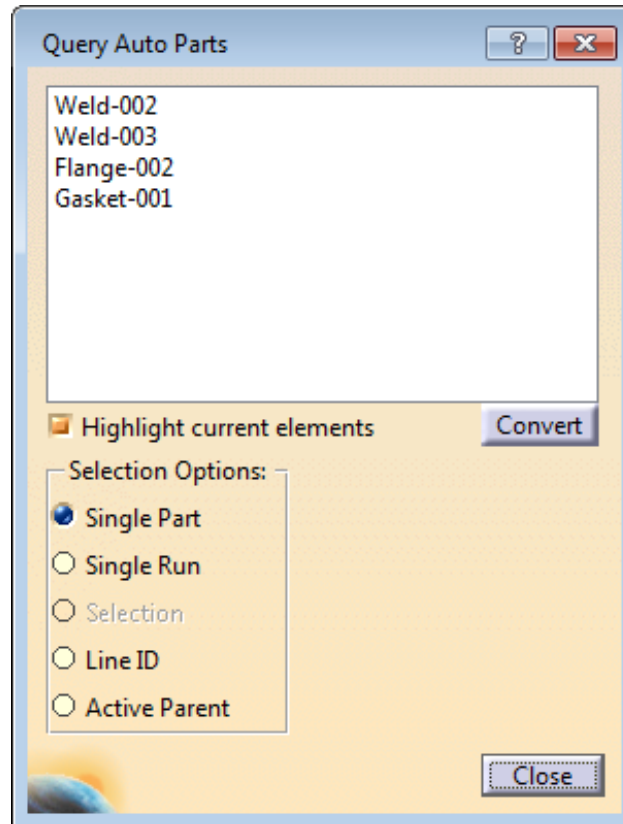 Query Auto Parts
?
Weld-002
Weld-003
Flange-002
Gasket-001
Highlight current elements
Convert
Selection Options:
Single Part
Single Run
Selection
Line ID
Active Parent
Close